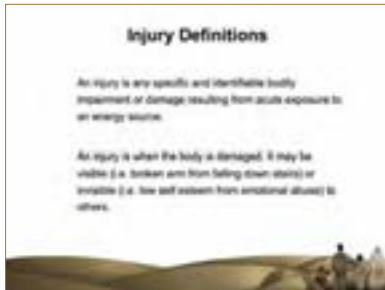 Injury Definitions
An injury is any specific and identifiable bodily
impairment or damage resulting from acute exposure to
an energy source.
An injury is when the body is damaged. It may be
visible (i.e. broken arm from falling down stairs) or
invisible (i.e. low self esteem from emotional abuse) to
others.